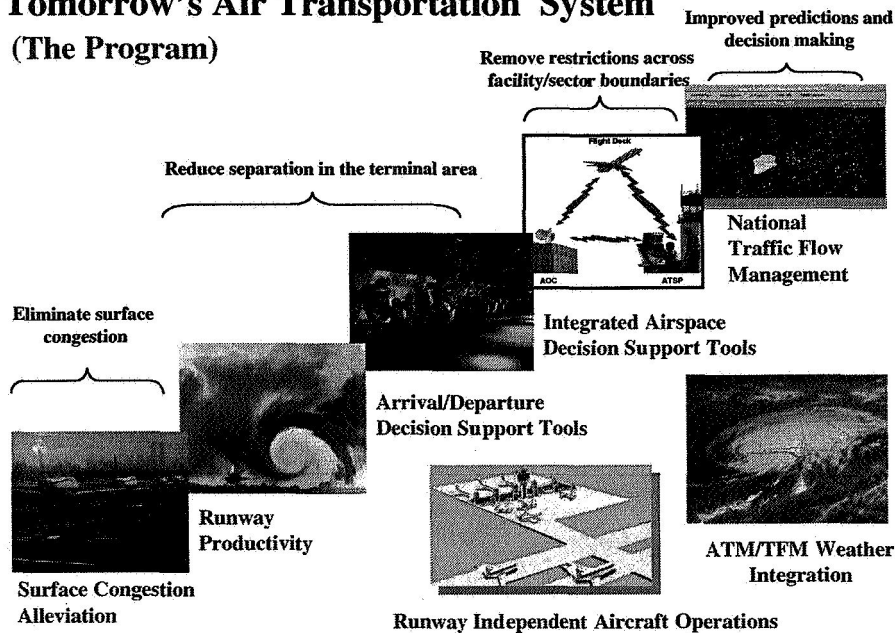 Tomorrow's Air Transportation System
(The Program)
Improved predictions and
decision making
Remove restrictions across
facility/sector boundaries
Reduce separation in the terminal area
Eliminate surface
congestion
Flight Deck
AOC
ATSP
National
Traffic Flow
Management
Integrated Airspace
Decision Support Tools
Arrival/Departure
Decision Support Tools
Runway
Productivity
Surface Congestion
Alleviation
ATM/TFM Weather
Integration
Runway Independent Aircraft Operations